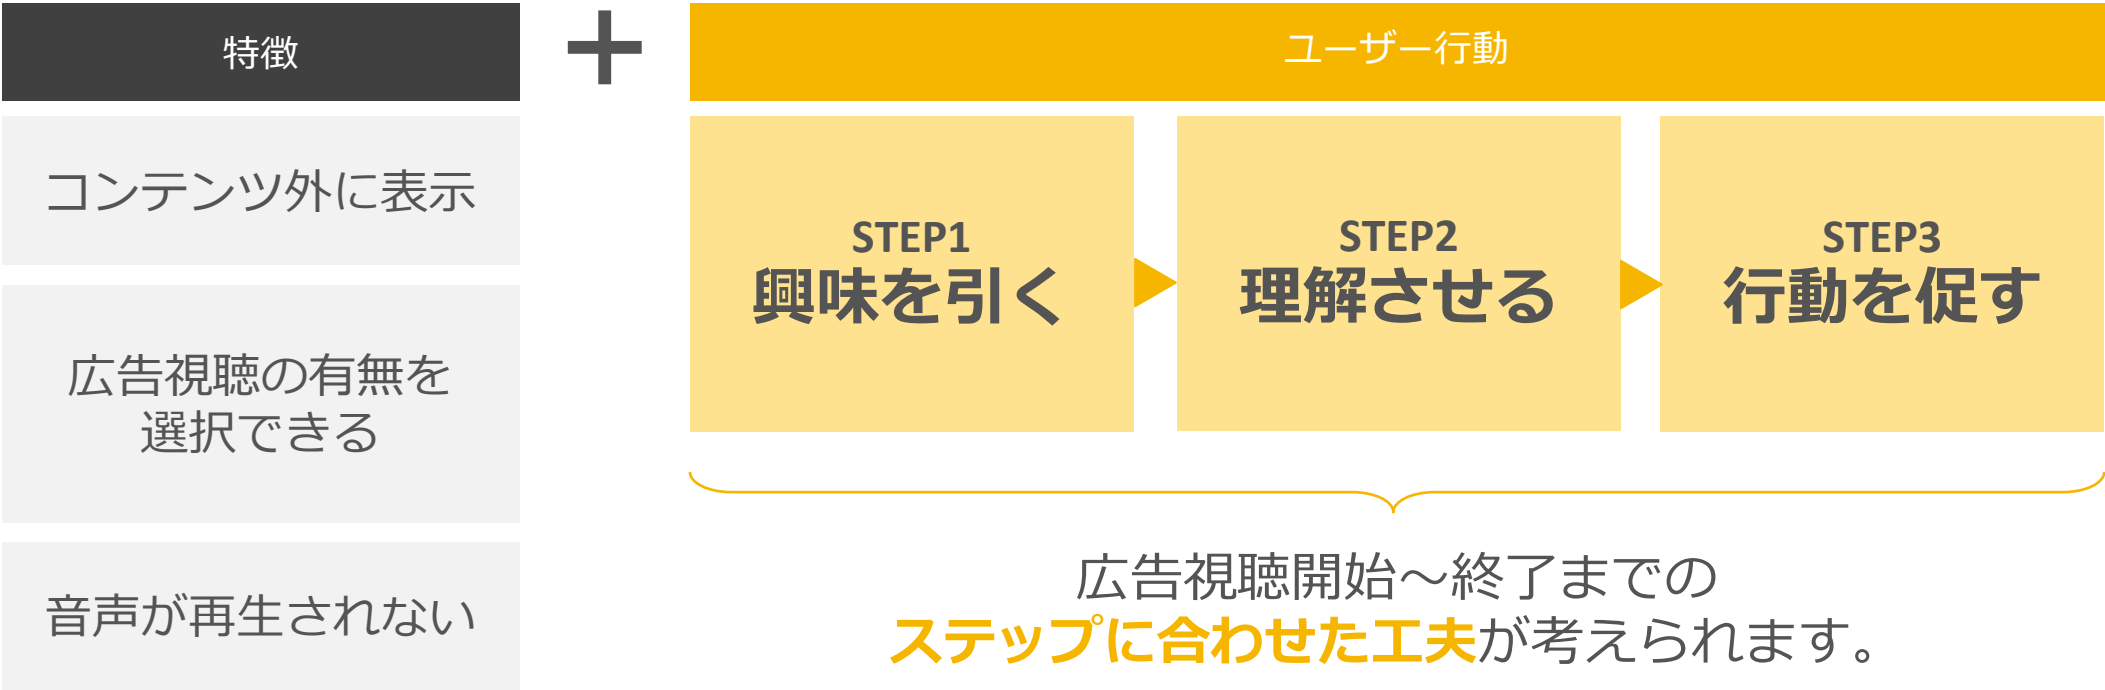 特徴
コンテンツ外に表示
広告視聴の有無を
選択できる
音声が再生されない
+
ユーザー行動
STEP1
興味を引く
STEP2
理解させる
STEP3
行動を促す
広告視聴開始～終了までの
ステップに合わせた工夫が考えられます。